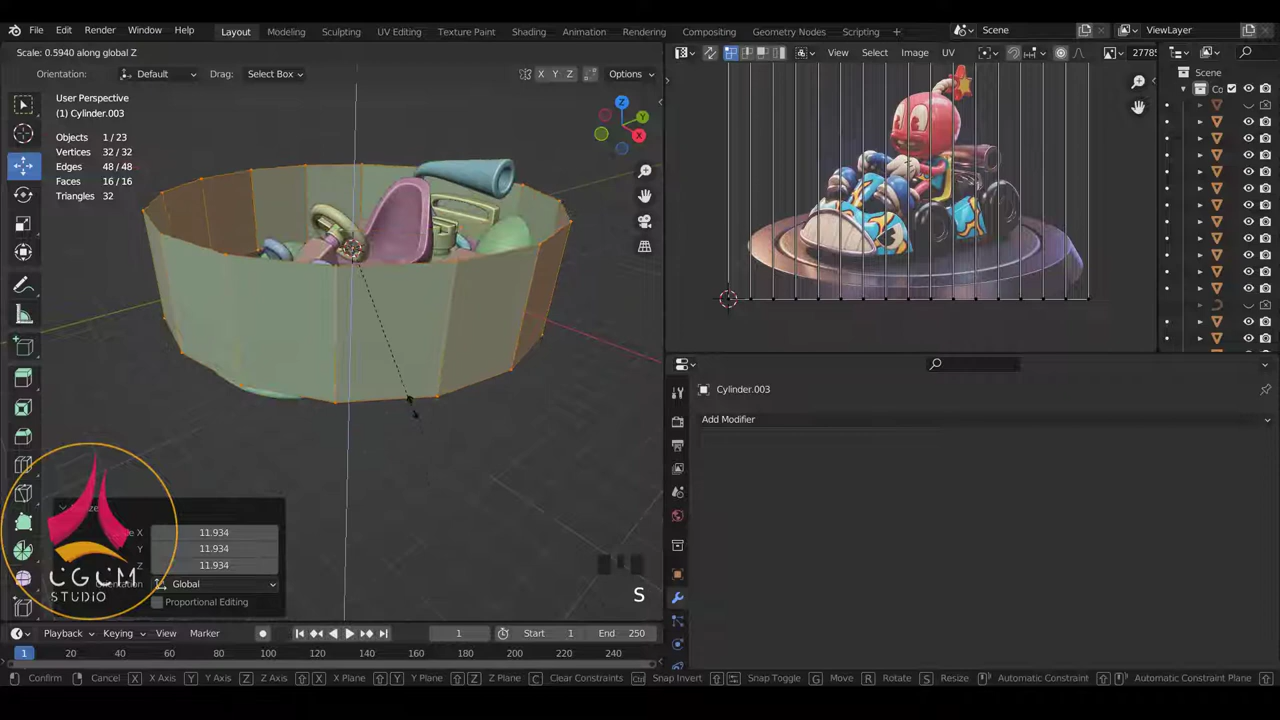 File Edit Render Window Help Layout Modeling Sculpting UV Editing Texture Paint Shading Animation Rendering Compositing Geometry Nodes Scripting + Scene ViewLayer
Scale: 0.5940 along global Z
View Select Image UV 2778
Orientation: Default Drag: Select Box X Y Z Options
Scene
Co
User Perspective
(1) Cylinder.003
Objects 1/23
Vertices 32/32
Edges 48/48
Faces 16/16
Triangles 32
Z
Y
X
Cylinder.003
Add Modifier
X 11.934
Y 11.934
Z 11.934
Global
Proportional Editing
UGUM
STUDIO
S
Playback Keying View Marker 1 Start 1 End 250
1 20 40 60 80 100 120 140 160 180 200 220 240
Confirm Cancel X X Axis Y Y Axis Z Z Axis X X Plane Y Y Plane Z Z Plane C Clear Constraints Ctrl Snap Invert Snap Toggle G Move R Rotate S Resize Automatic Constraint Automatic Constraint Plane